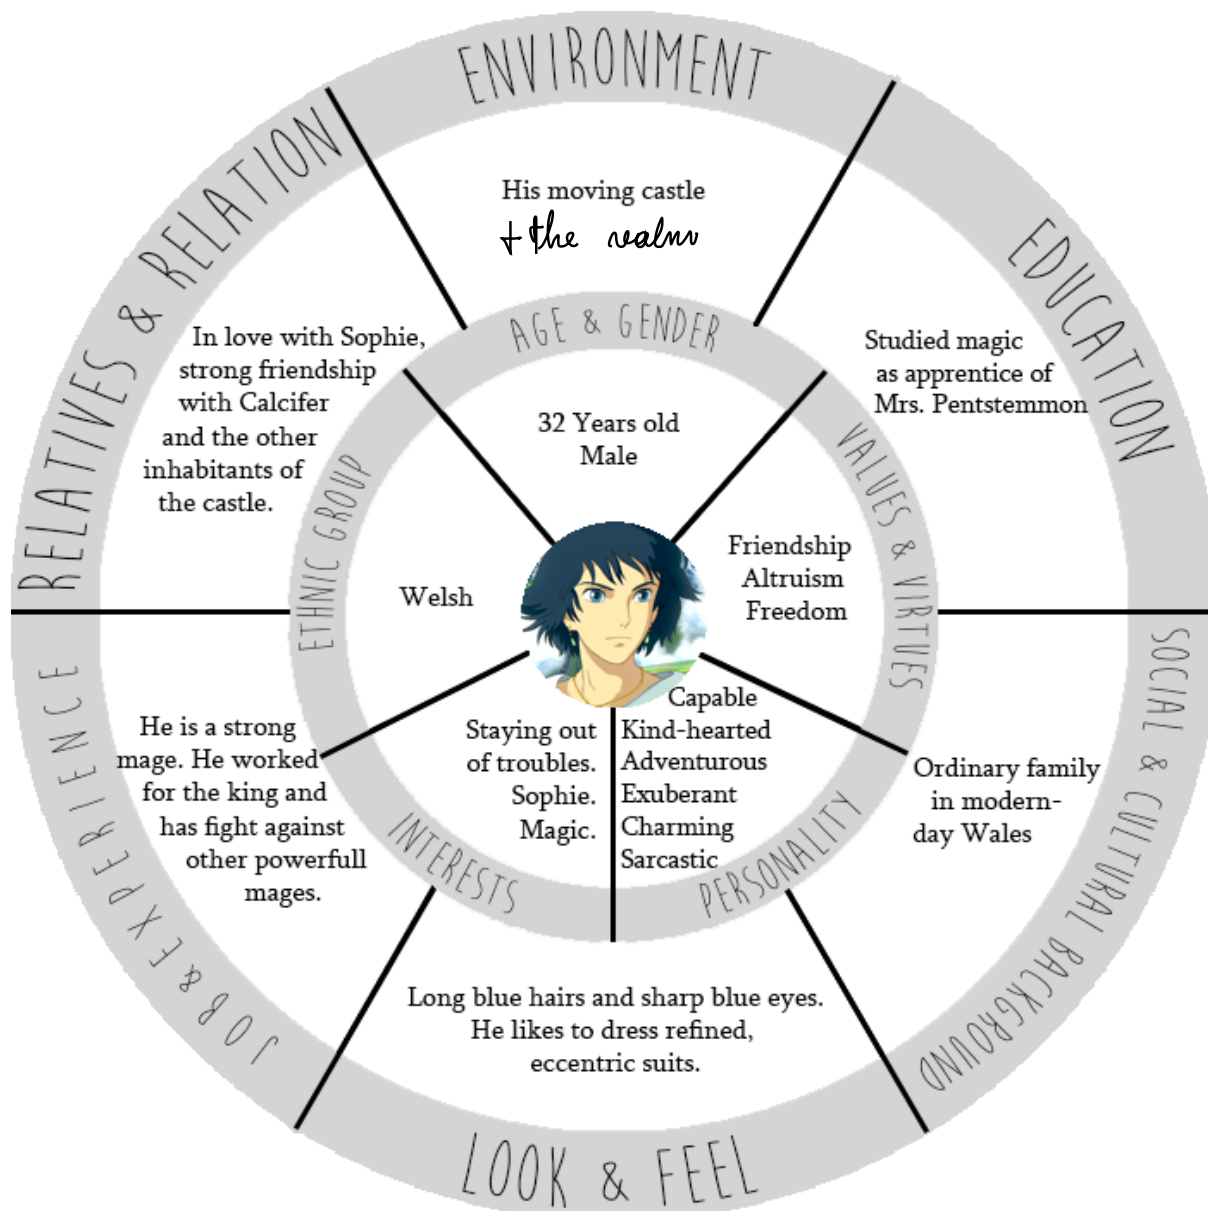 ENVIRONMENT
His moving castle
+ the realm
EDUCATION
Studied magic
as apprentice of
Mrs. Pentstemmon
SOCIAL & CULTURAL BACKGROUND
Ordinary family
in modern-
day Wales
LOOK & FEEL
Long blue hairs and sharp blue eyes.
He likes to dress refined,
eccentric suits.
JOB & EXPERIENCE
He is a strong
mage. He worked
for the king and
has fight against
other powerfull
mages.
RELATIVES & RELATION
In love with Sophie,
strong friendship
with Calcifer
and the other
inhabitants of
the castle.
AGE & GENDER
32 Years old
Male
VALUES & VIRTUES
Friendship
Altruism
Freedom
PERSONALITY
Capable
Kind-hearted
Adventurous
Exuberant
Charming
Sarcastic
INTERESTS
Staying out
of troubles.
Sophie.
Magic.
ETHNIC GROUP
Welsh